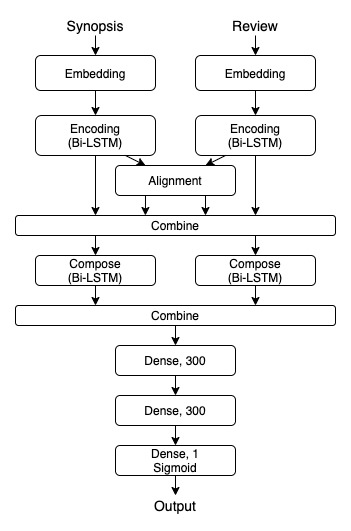 Synopsis
Review
Embedding
Embedding
Encoding
(Bi-LSTM)
Encoding
(Bi-LSTM)
Alignment
Combine
Compose
(Bi-LSTM)
Compose
(Bi-LSTM)
Combine
Dense, 300
Dense, 300
Dense, 1
Sigmoid
Output